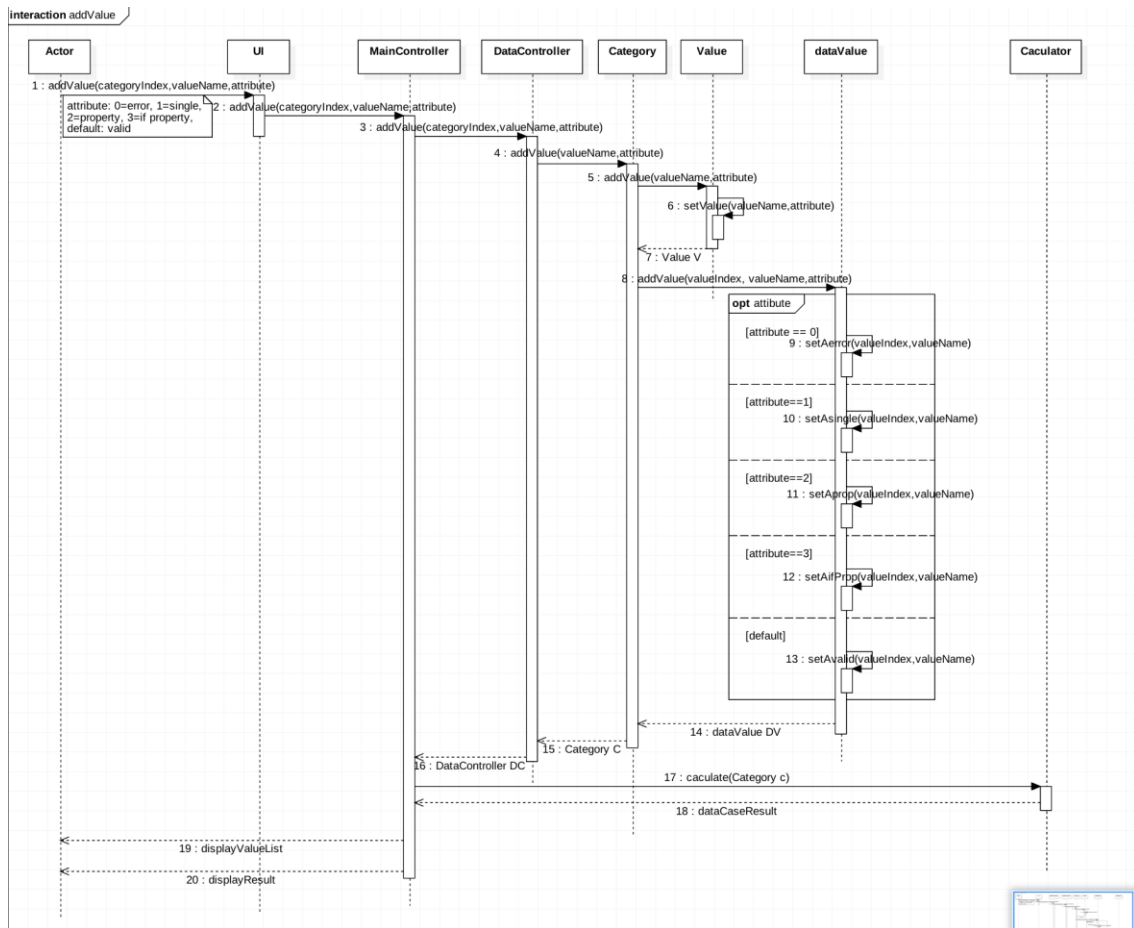 interaction addValue
Actor
UI
MainController
DataController
Category
Value
dataValue
Caculator
1 : addValue(categoryIndex,valueName,attribute)
attribute: 0=error, 1=single,
2=property, 3=if property,
default: valid
2 : addValue(categoryIndex,valueName,attribute)
3 : addValue(categoryIndex,valueName,attribute)
4 : addValue(valueName,attribute)
5 : addValue(valueName,attribute)
6 : setValue(valueName,attribute)
7 : Value V
8 : addValue(valueIndex, valueName,attribute)
opt attibute
[attribute == 0]
9 : setAerror(valueIndex,valueName)
[attribute==1]
10 : setAsingle(valueIndex,valueName)
[attribute==2]
11 : setAprop(valueIndex,valueName)
[attribute==3]
12 : setAifProp(valueIndex,valueName)
[default]
13 : setAvalid(valueIndex,valueName)
14 : dataValue DV
15 : Category C
16 : DataController DC
17 : caculate(Category c)
18 : dataCaseResult
19 : displayValueList
20 : displayResult